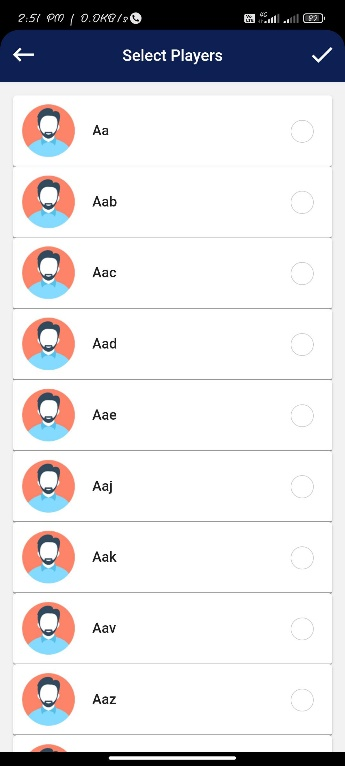 2:51 PM | 0.0KB/s
Select Players
Aa
Aab
Aac
Aad
Aae
Aaj
Aak
Aav
Aaz